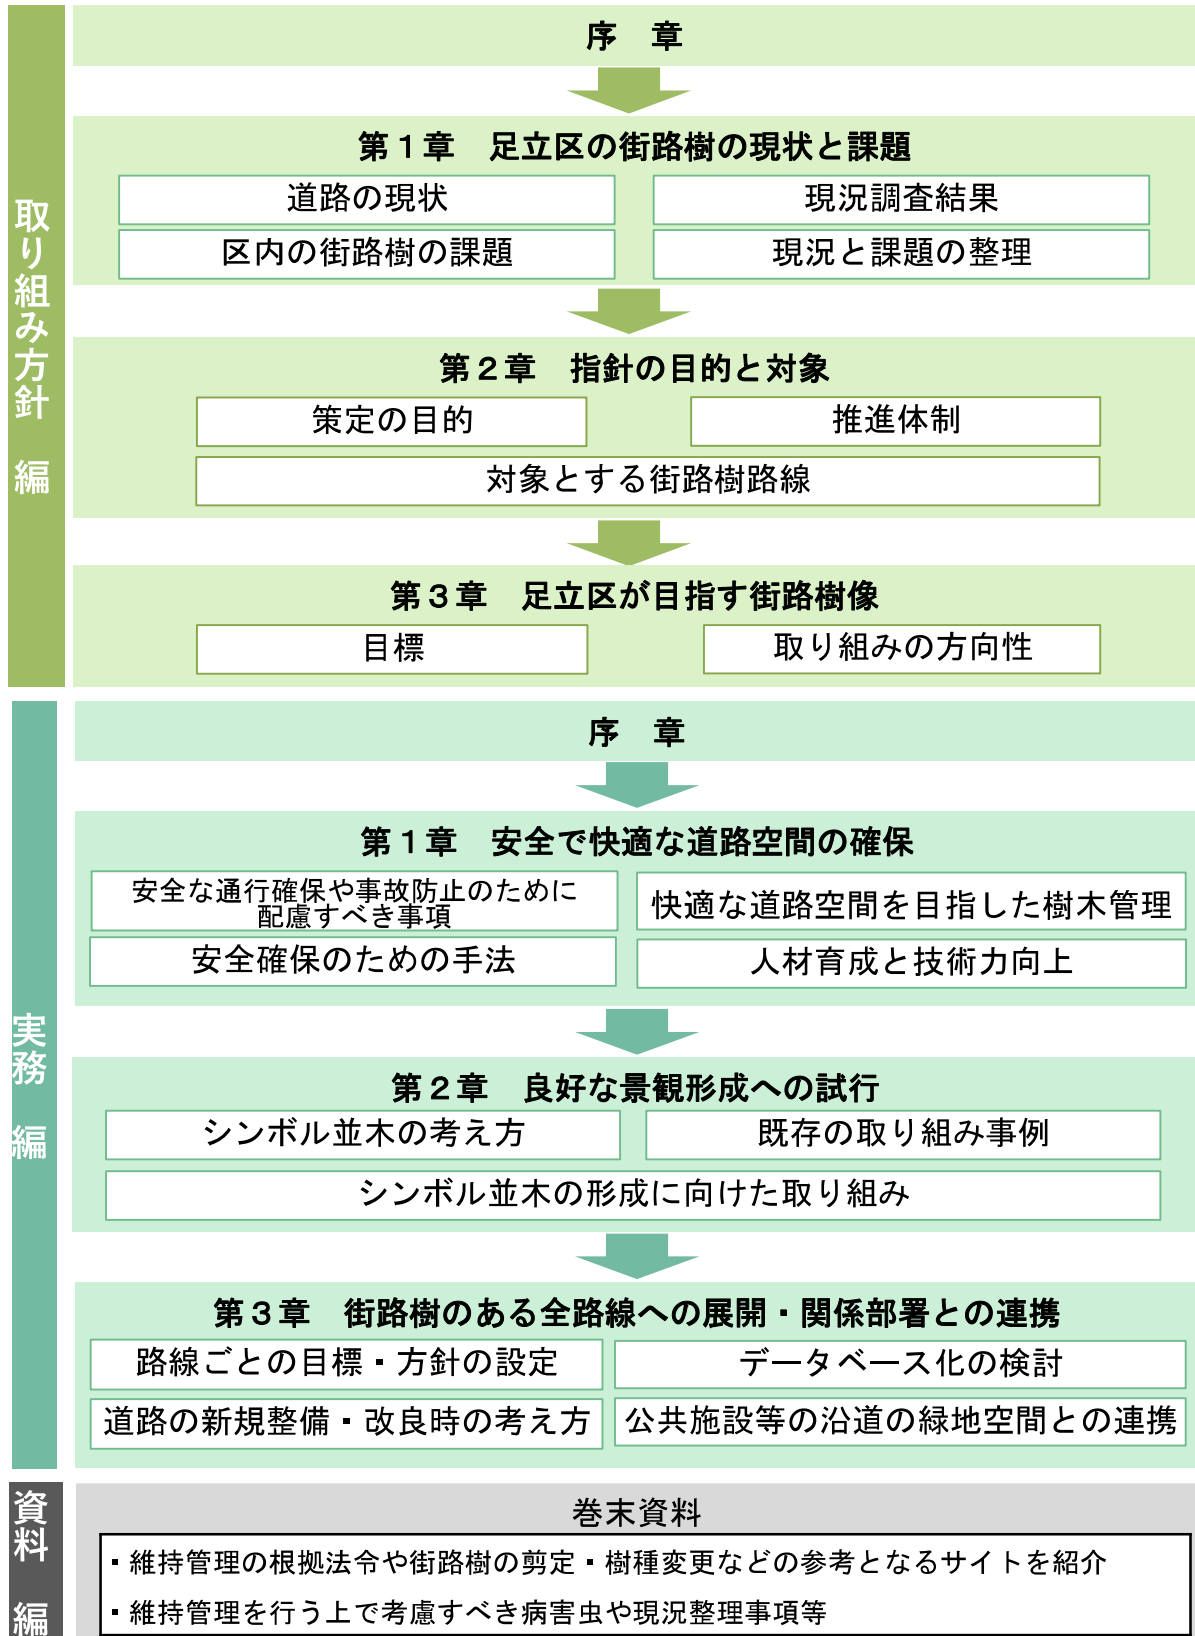 取り組み方針 編
序 章
第１章 足立区の街路樹の現状と課題
道路の現状
現況調査結果
区内の街路樹の課題
現況と課題の整理
第２章 指針の目的と対象
策定の目的
推進体制
対象とする街路樹路線
第３章 足立区が目指す街路樹像
目標
取り組みの方向性
実務 編
序 章
第１章 安全で快適な道路空間の確保
安全な通行確保や事故防止のために
配慮すべき事項
快適な道路空間を目指した樹木管理
安全確保のための手法
人材育成と技術力向上
第２章 良好な景観形成への試行
シンボル並木の考え方
既存の取り組み事例
シンボル並木の形成に向けた取り組み
第３章 街路樹のある全路線への展開・関係部署との連携
路線ごとの目標・方針の設定
データベース化の検討
道路の新規整備・改良時の考え方
公共施設等の沿道の緑地空間との連携
資料 編
巻末資料
・維持管理の根拠法令や街路樹の剪定・樹種変更などの参考となるサイトを紹介
・維持管理を行う上で考慮すべき病害虫や現況整理事項等